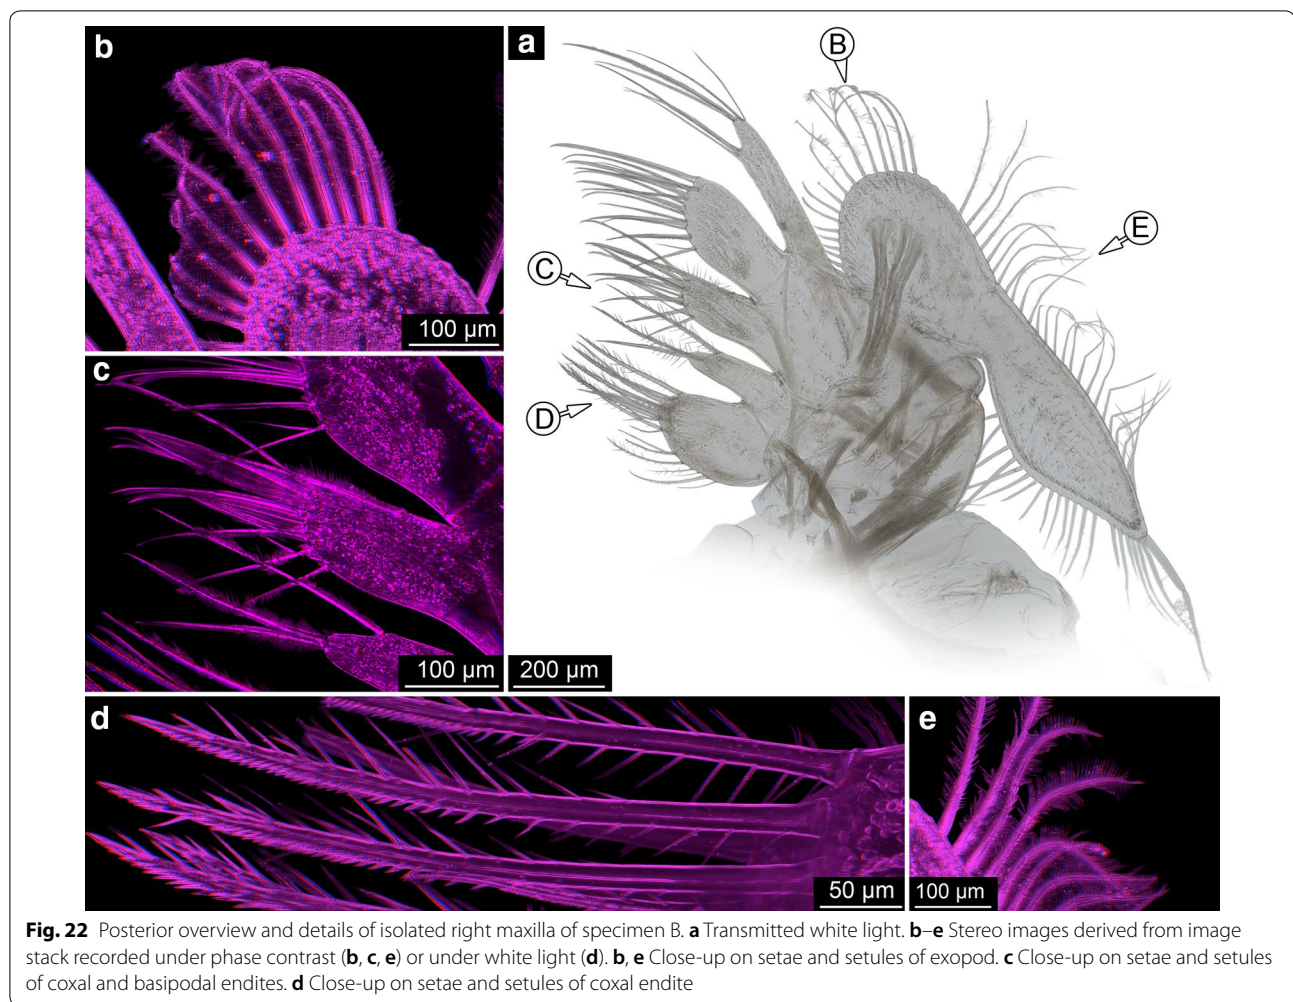 b
a
B
E
C
D
100 µm
c
100 µm
200 µm
d
e
50 µm
100 µm
Fig. 22 Posterior overview and details of isolated right maxilla of specimen B. a Transmitted white light. b–e Stereo images derived from image
stack recorded under phase contrast (b, c, e) or under white light (d). b, e Close-up on setae and setules of exopod. c Close-up on setae and setules
of coxal and basipodal endites. d Close-up on setae and setules of coxal endite